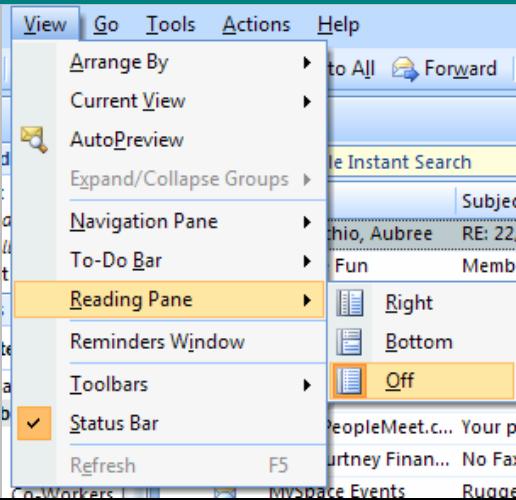 View Go Tools Actions Help
Arrange By
to All Forward
Current View
AutoPreview
le Instant Search
Expand/Collapse Groups
Subjec
Navigation Pane
chio, Aubree RE: 22,
To-Do Bar
Fun Memb
Reading Pane
Right
Reminders Window
Bottom
Toolbars
Off
Status Bar
PeopleMeet.c... Your p
Refresh F5
urtney Finan... No Fax
Co-Workers MySpace Events Rugge